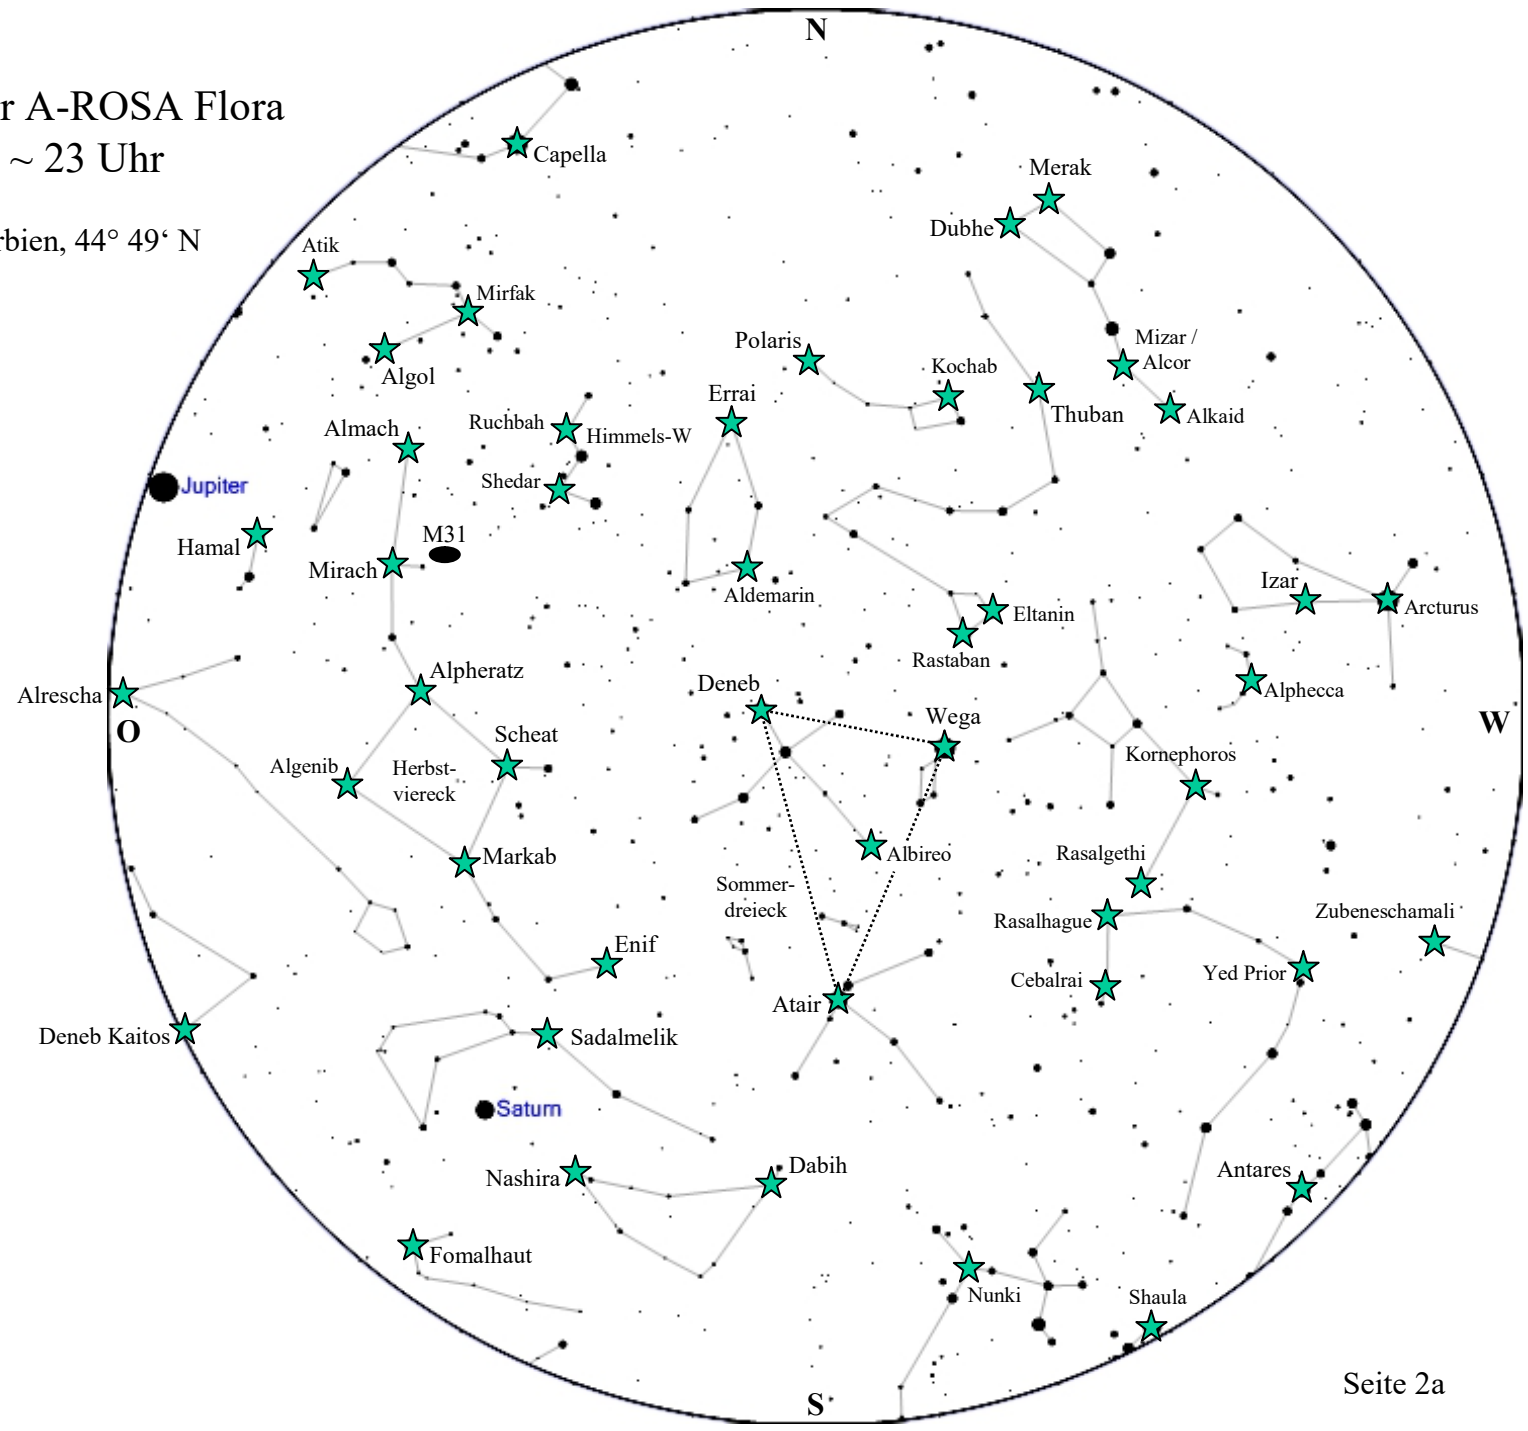 N
r A-ROSA Flora
~ 23 Uhr
rbien, 44° 49‘ N
Capella
Merak
Dubhe
Atik
Mirfak
Algol
Polaris
Mizar /
Alcor
Kochab
Errai
Thuban
Alkaid
Ruchbah
Himmels-W
Almach
Shedar
Jupiter
Hamal
M31
Mirach
Aldemarin
Izar
Arcturus
Eltanin
Rastaban
Alpheratz
Deneb
Alphecca
Alrescha
O
Wega
W
Scheat
Algenib
Herbst-
viereck
Kornephoros
Markab
Albireo
Rasalgethi
Sommer-
dreieck
Rasalhague
Zubeneschamali
Enif
Cebalrai
Yed Prior
Atair
Deneb Kaitos
Sadalmelik
Saturn
Nashira
Dabih
Antares
Fomalhaut
Nunki
Shaula
Seite 2a
S